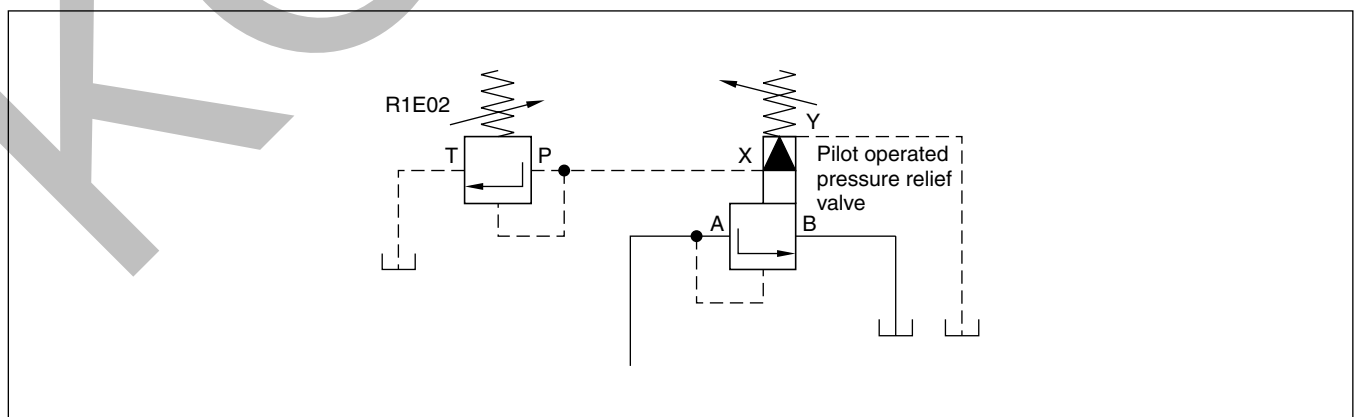 R1E02
T
P
X
Y
Pilot operated
pressure relief
valve
A
B